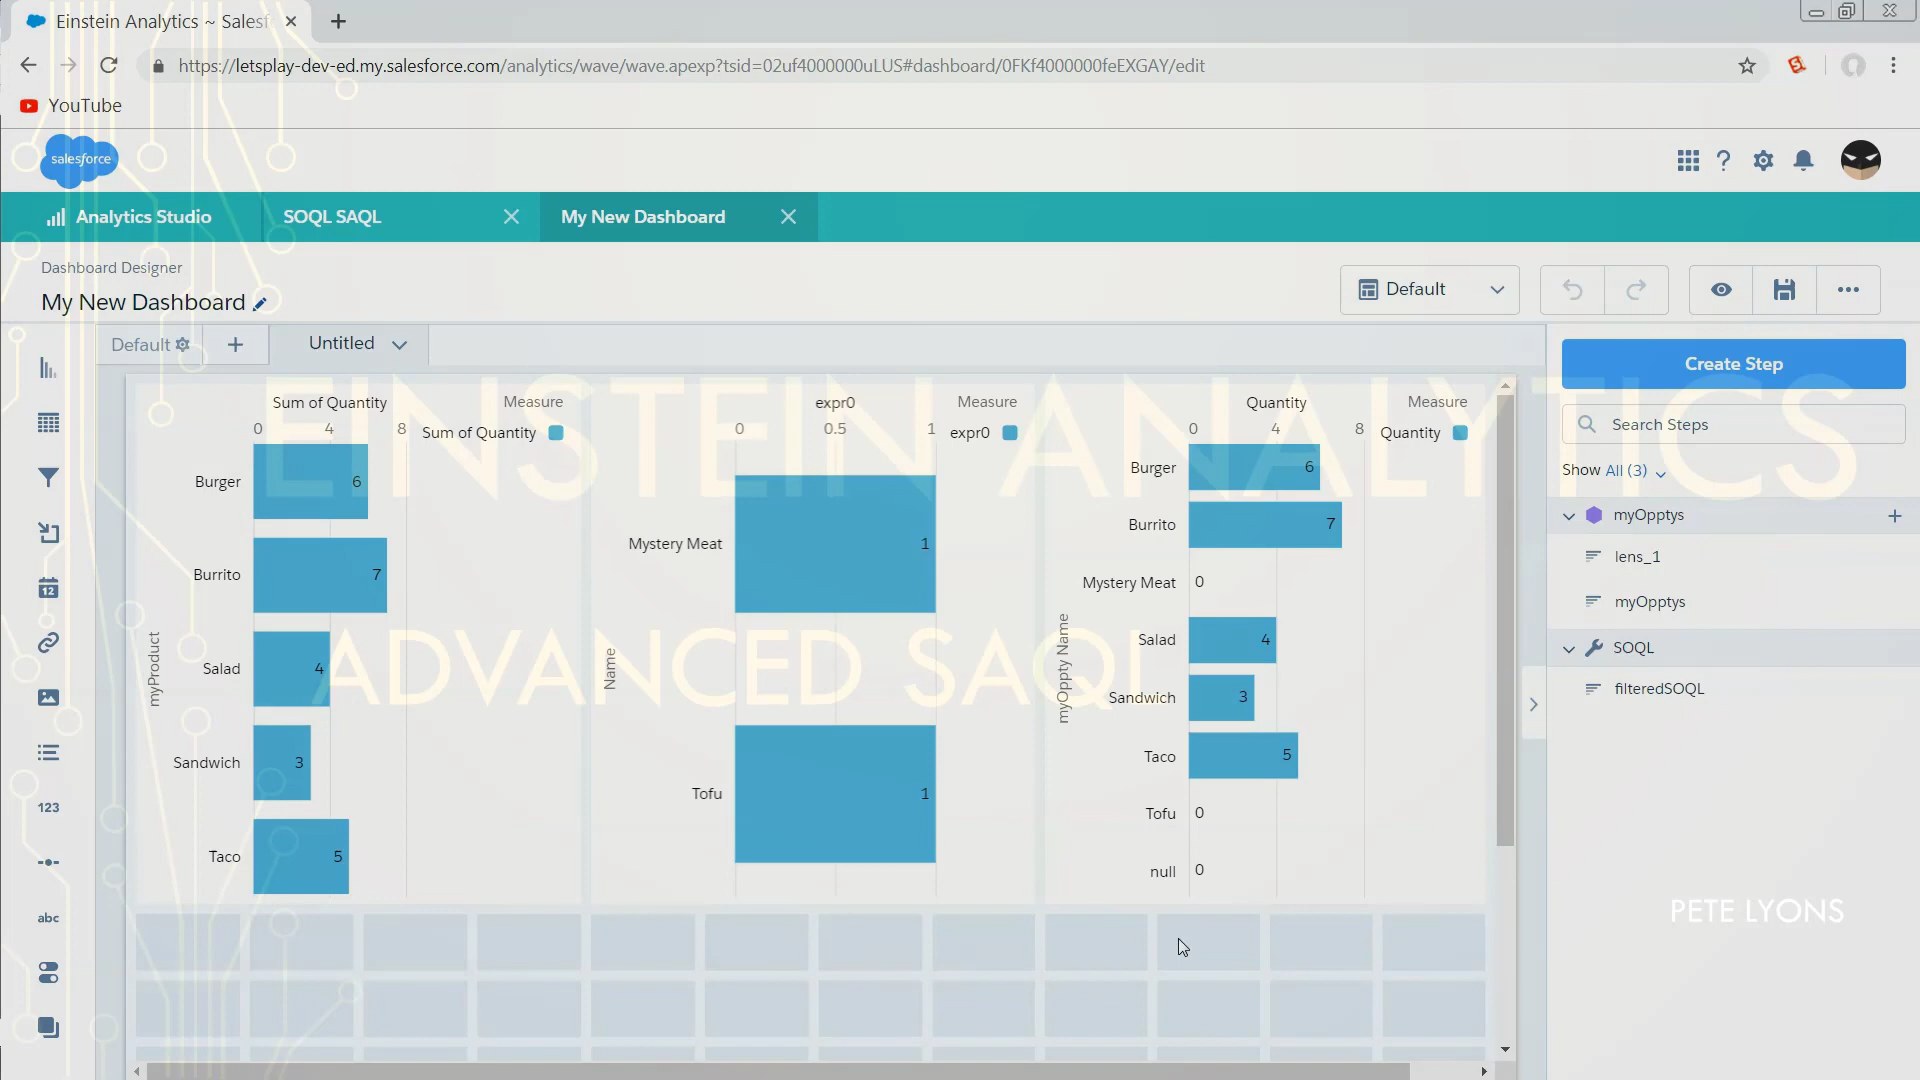 Einstein Analytics ~ Salesf
https://letsplay-dev-ed.my.salesforce.com/analytics/wave/wave.apexp?tsid=02uf4000000uLUS#dashboard/0FKf4000000feEXGAY/edit
YouTube
salesforce
Analytics Studio
SOQL SAQL
My New Dashboard
Dashboard Designer
My New Dashboard
Default
Default
Untitled
EINSTEIN ANALYTICS
ADVANCED SAQL
PETE LYONS
Sum of Quantity
Measure
0 4 8
Sum of Quantity
myProduct
Burger 6
Burrito 7
Salad 4
Sandwich 3
Taco 5
expr0
Measure
0 0.5 1
expr0
Name
Mystery Meat 1
Tofu 1
Quantity
Measure
0 4 8
Quantity
myOppty Name
Burger 6
Burrito 7
Mystery Meat 0
Salad 4
Sandwich 3
Taco 5
Tofu 0
null 0
Create Step
Search Steps
Show All (3)
myOpptys
lens_1
myOpptys
SOQL
filteredSOQL
12
123
abc